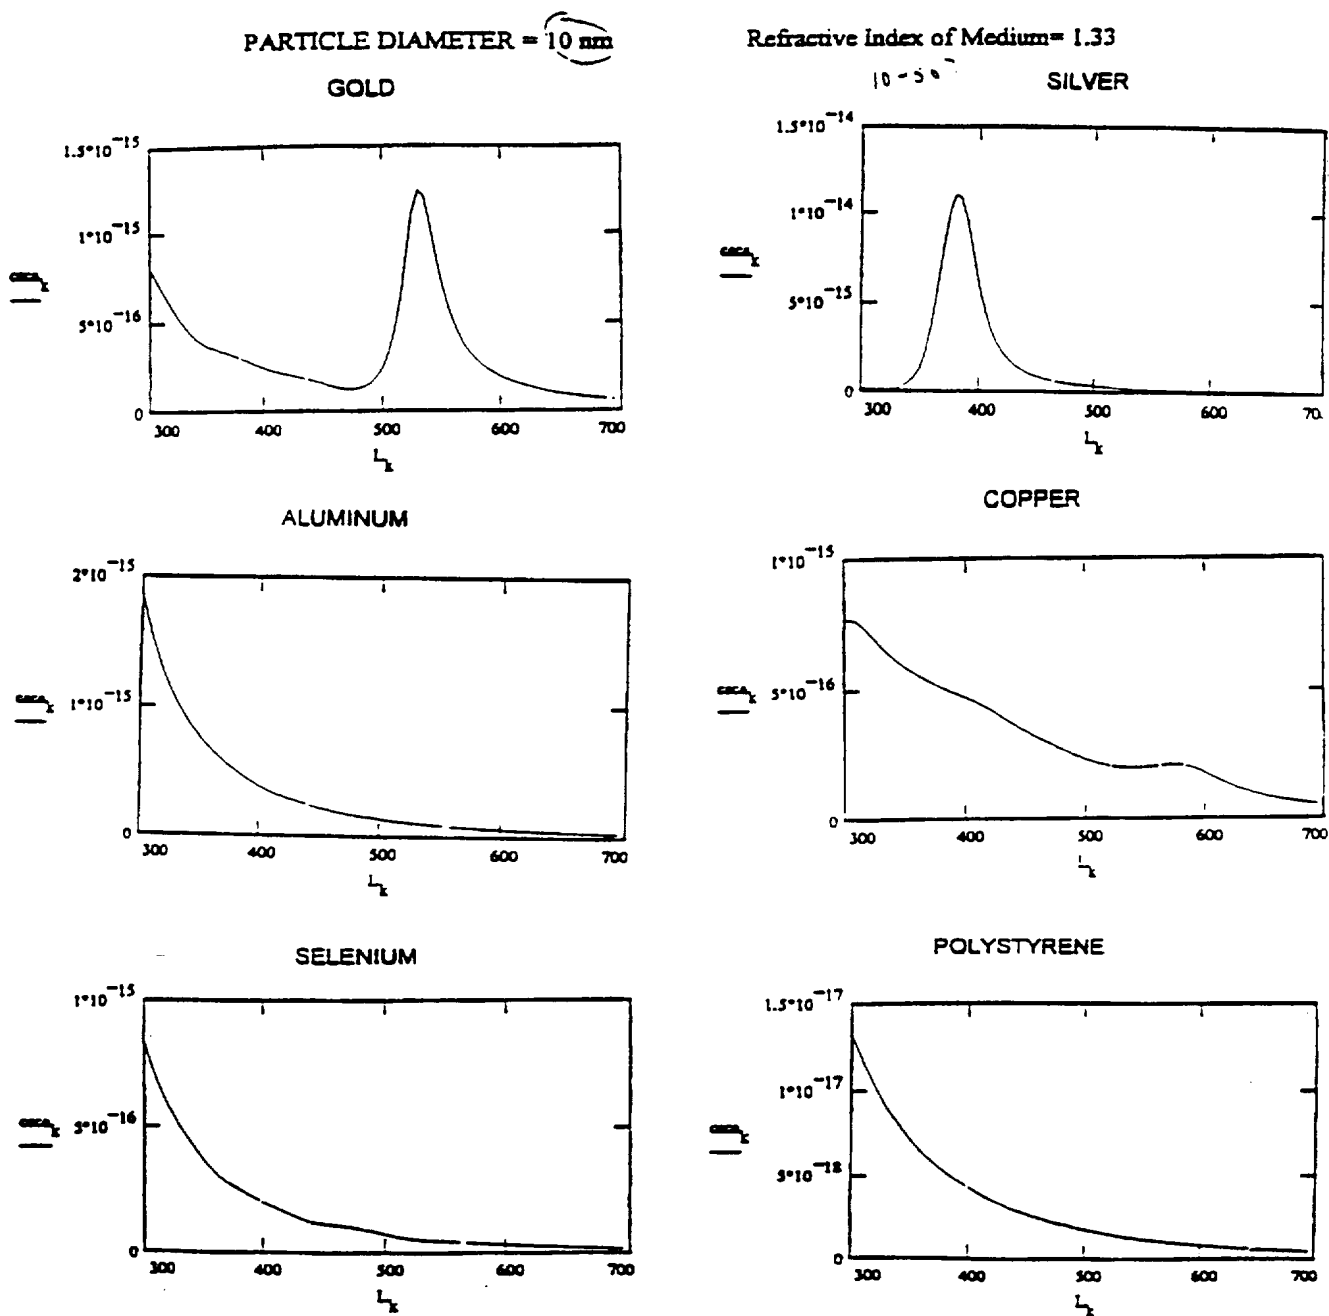 PARTICLE DIAMETER = 10 nm
Refractive Index of Medium= 1.33
GOLD
10-50
SILVER
1.5*10^-15
1*10^-15
5*10^-16
0
300 400 500 600 700
L_k
1.5*10^-14
1*10^-14
5*10^-15
0
300 400 500 600 70
L_k
ALUMINUM
2*10^-15
1*10^-15
0
300 400 500 600 700
L_k
COPPER
1*10^-15
5*10^-16
0
300 400 500 600 700
L_k
SELENIUM
1*10^-15
5*10^-16
0
300 400 500 600 700
L_k
POLYSTYRENE
1.5*10^-17
1*10^-17
5*10^-18
0
300 400 500 600 700
L_k